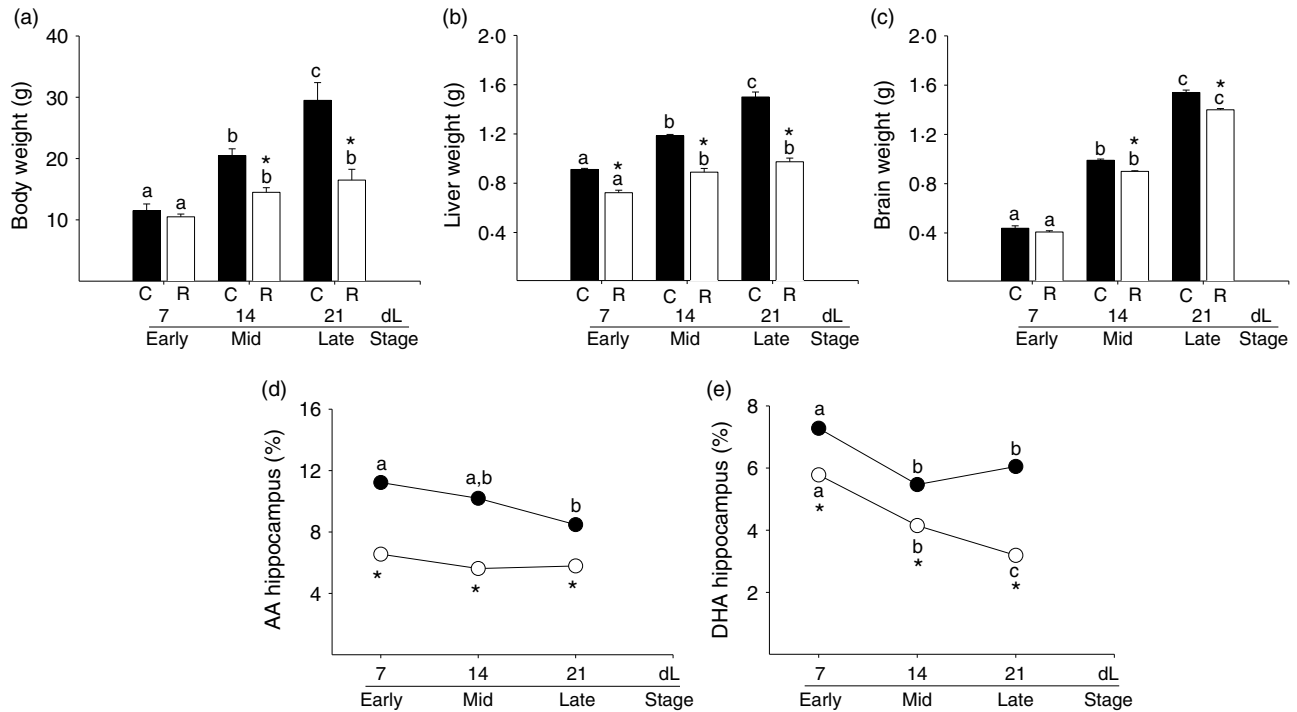 (a)
Body weight (g)
40
30
20
10
a
a
b
*
b
c
*
b
C R C R C R
7 14 21 dL
Early Mid Late Stage
(b)
Liver weight (g)
2·0
1·6
1·2
0·8
0·4
a
*
a
b
*
b
c
*
b
C R C R C R
7 14 21 dL
Early Mid Late Stage
(c)
Brain weight (g)
2·0
1·6
1·2
0·8
0·4
a
a
b
*
b
c
*
c
C R C R C R
7 14 21 dL
Early Mid Late Stage
(d)
AA hippocampus (%)
16
12
8
4
a
a,b
b
*
*
*
7 14 21 dL
Early Mid Late Stage
(e)
DHA hippocampus (%)
8
6
4
2
a
b
b
a
*
b
*
c
*
7 14 21 dL
Early Mid Late Stage